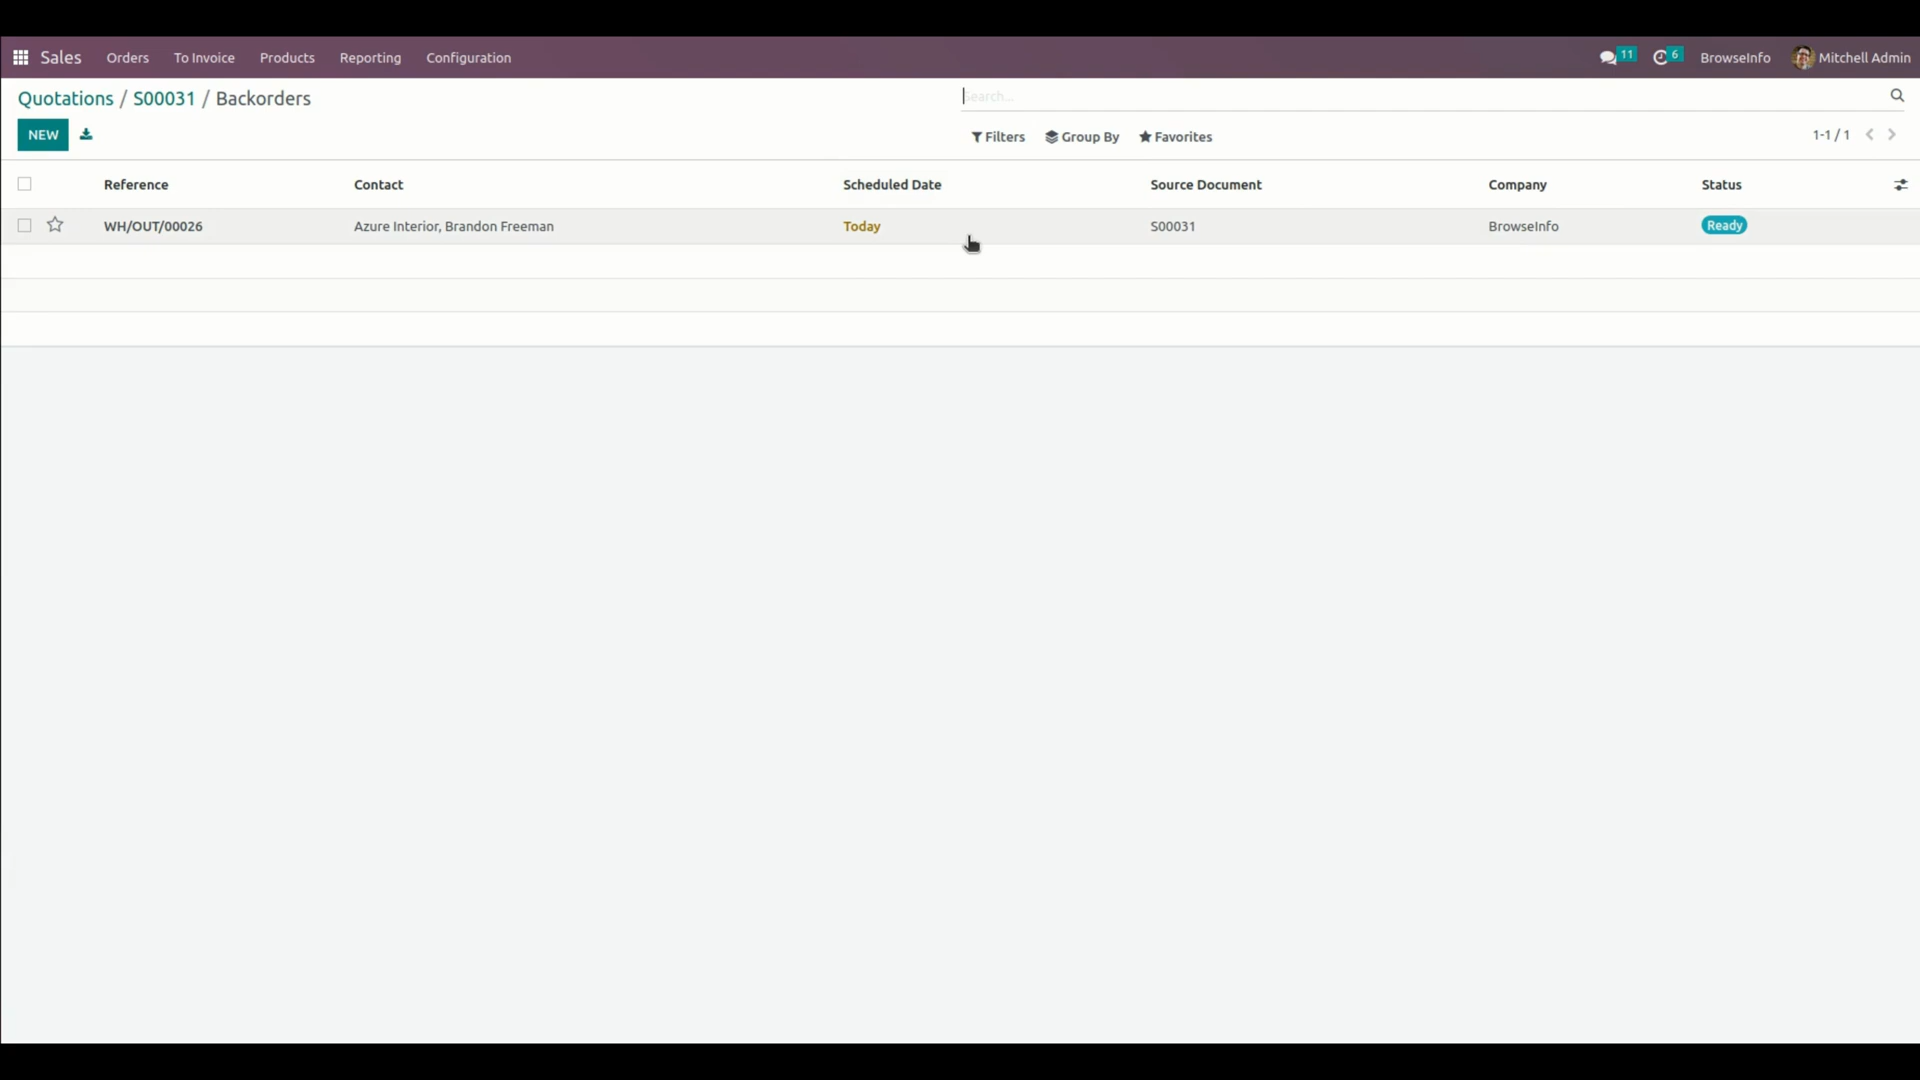 Sales Orders To Invoice Products Reporting Configuration 11 6 BrowseInfo Mitchell Admin
Quotations / S00031 / Backorders Search...
NEW Filters Group By Favorites 1-1 / 1
Reference Contact Scheduled Date Source Document Company Status
WH/OUT/00026 Azure Interior, Brandon Freeman Today S00031 BrowseInfo Ready